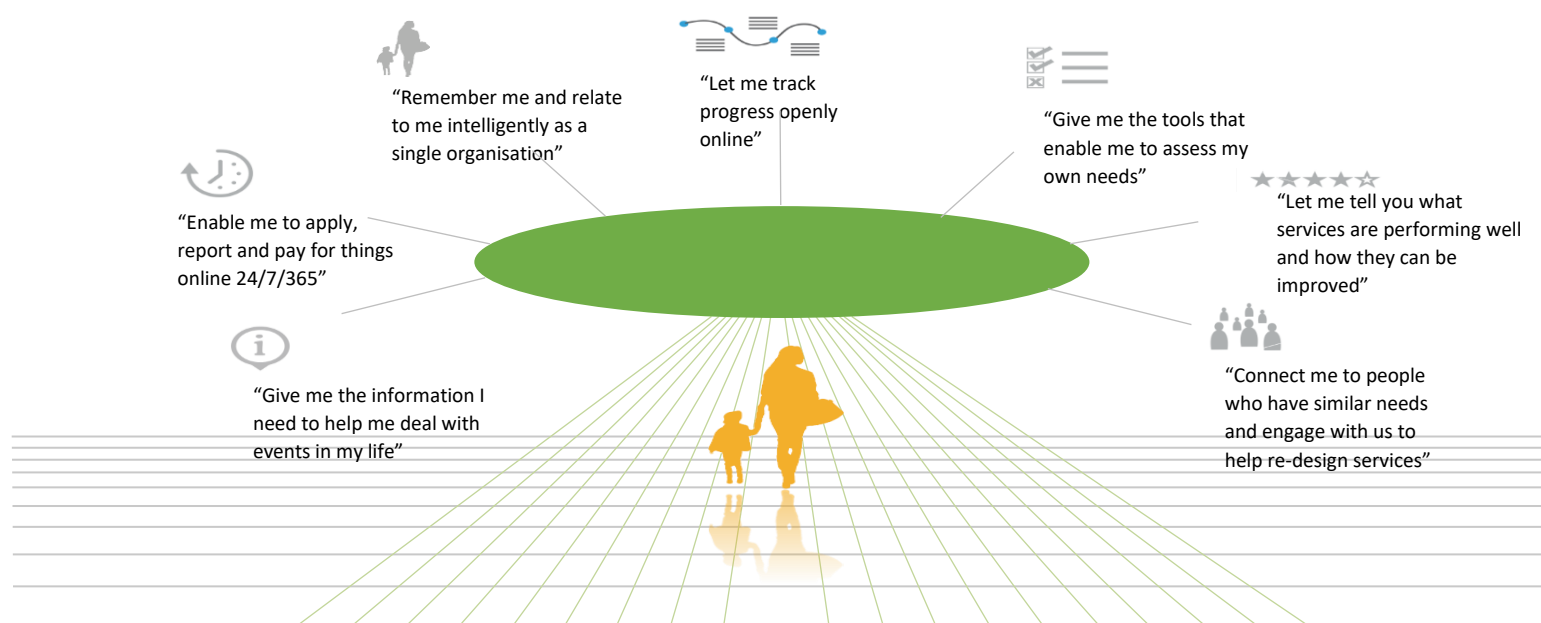 “Remember me and relate
to me intelligently as a
single organisation”
“Let me track
progress openly
online”
“Give me the tools that
enable me to assess my
own needs”
“Enable me to apply,
report and pay for things
online 24/7/365”
“Let me tell you what
services are performing well
and how they can be
improved”
“Give me the information I
need to help me deal with
events in my life”
“Connect me to people
who have similar needs
and engage with us to
help re-design services”